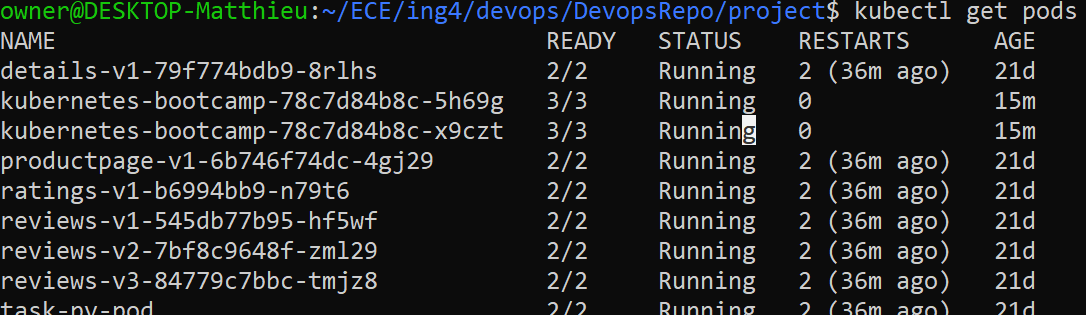 owner@DESKTOP-Matthieu:~/ECE/ing4/devops/DevopsRepo/project$ kubectl get pods
NAME READY STATUS RESTARTS AGE
details-v1-79f774bdb9-8rlhs 2/2 Running 2 (36m ago) 21d
kubernetes-bootcamp-78c7d84b8c-5h69g 3/3 Running 0 15m
kubernetes-bootcamp-78c7d84b8c-x9czt 3/3 Running 0 15m
productpage-v1-6b746f74dc-4gj29 2/2 Running 2 (36m ago) 21d
ratings-v1-b6994bb9-n79t6 2/2 Running 2 (36m ago) 21d
reviews-v1-545db77b95-hf5wf 2/2 Running 2 (36m ago) 21d
reviews-v2-7bf8c9648f-zml29 2/2 Running 2 (36m ago) 21d
reviews-v3-84779c7bbc-tmjz8 2/2 Running 2 (36m ago) 21d
task-pv-pod 2/2 Running 2 (36m ago) 21d